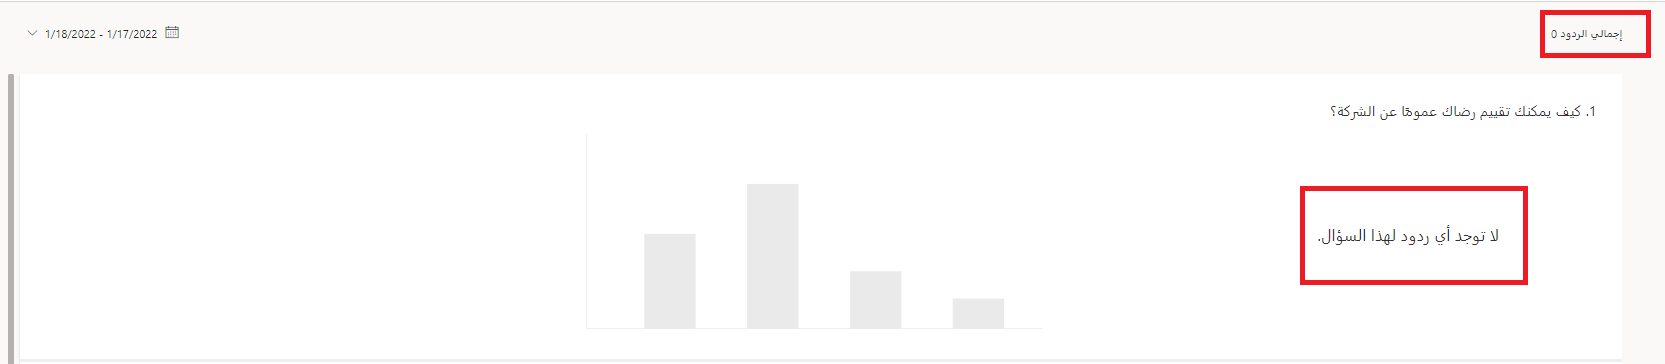 إجمالي الردود 0
1/18/2022 - 1/17/2022
1. كيف يمكنك تقييم رضاك عمومًا عن الشركة؟
لا توجد أي ردود لهذا السؤال.